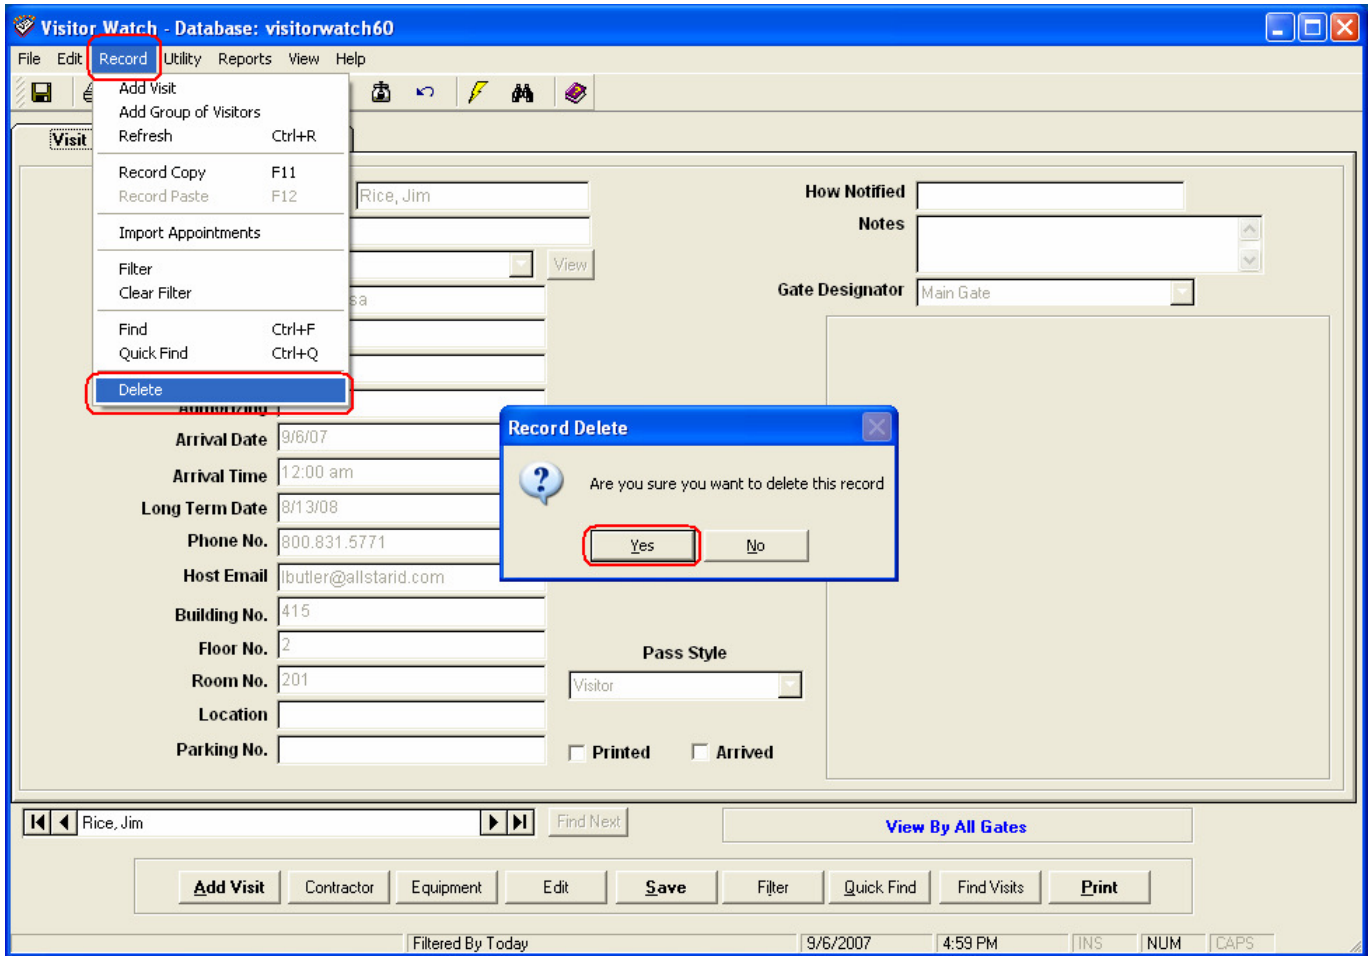 Visitor Watch - Database: visitorwatch60
File Edit Record Utility Reports View Help
Add Visit
Add Group of Visitors
Refresh Ctrl+R
Record Copy F11
Record Paste F12
Import Appointments
Filter
Clear Filter
Find Ctrl+F
Quick Find Ctrl+Q
Delete
Visit
Rice, Jim
View
sa
Authorizing
Arrival Date 9/6/07
Arrival Time 12:00 am
Long Term Date 8/13/08
Phone No. 800.831.5771
Host Email lbutler@allstarid.com
Building No. 415
Floor No. 2
Room No. 201
Location
Parking No.
How Notified
Notes
Gate Designator Main Gate
Record Delete
Are you sure you want to delete this record
Yes No
Pass Style
Visitor
Printed Arrived
Rice, Jim
Find Next
View By All Gates
Add Visit Contractor Equipment Edit Save Filter Quick Find Find Visits Print
Filtered By Today 9/6/2007 4:59 PM INS NUM CAPS